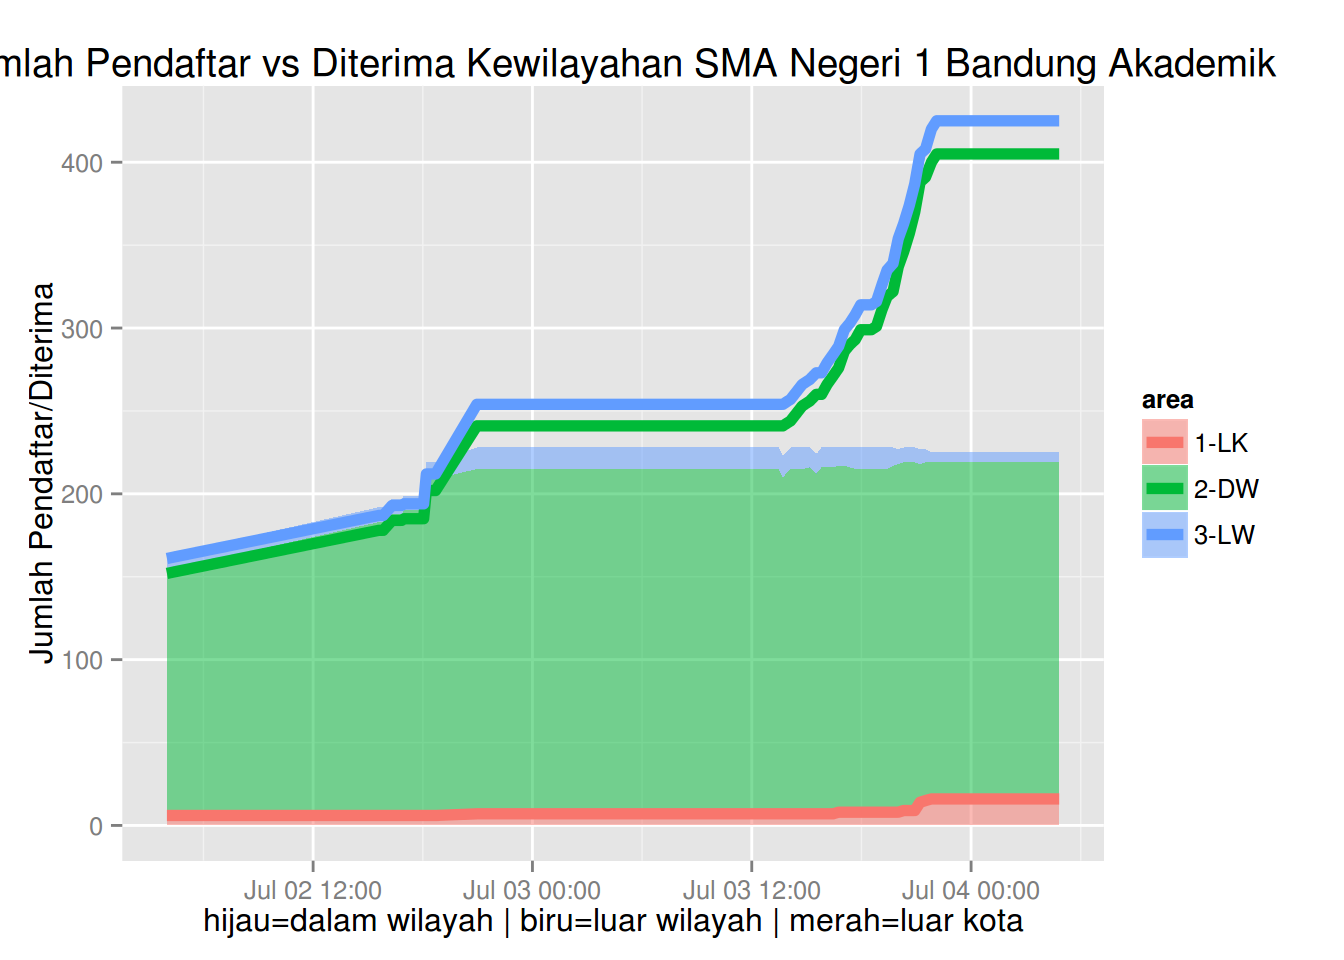 mlah Pendaftar vs Diterima Kewilayahan SMA Negeri 1 Bandung Akademik
Jumlah Pendaftar/Diterima
400
300
200
100
0
Jul 02 12:00
Jul 03 00:00
Jul 03 12:00
Jul 04 00:00
hijau=dalam wilayah | biru=luar wilayah | merah=luar kota
area
1-LK
2-DW
3-LW